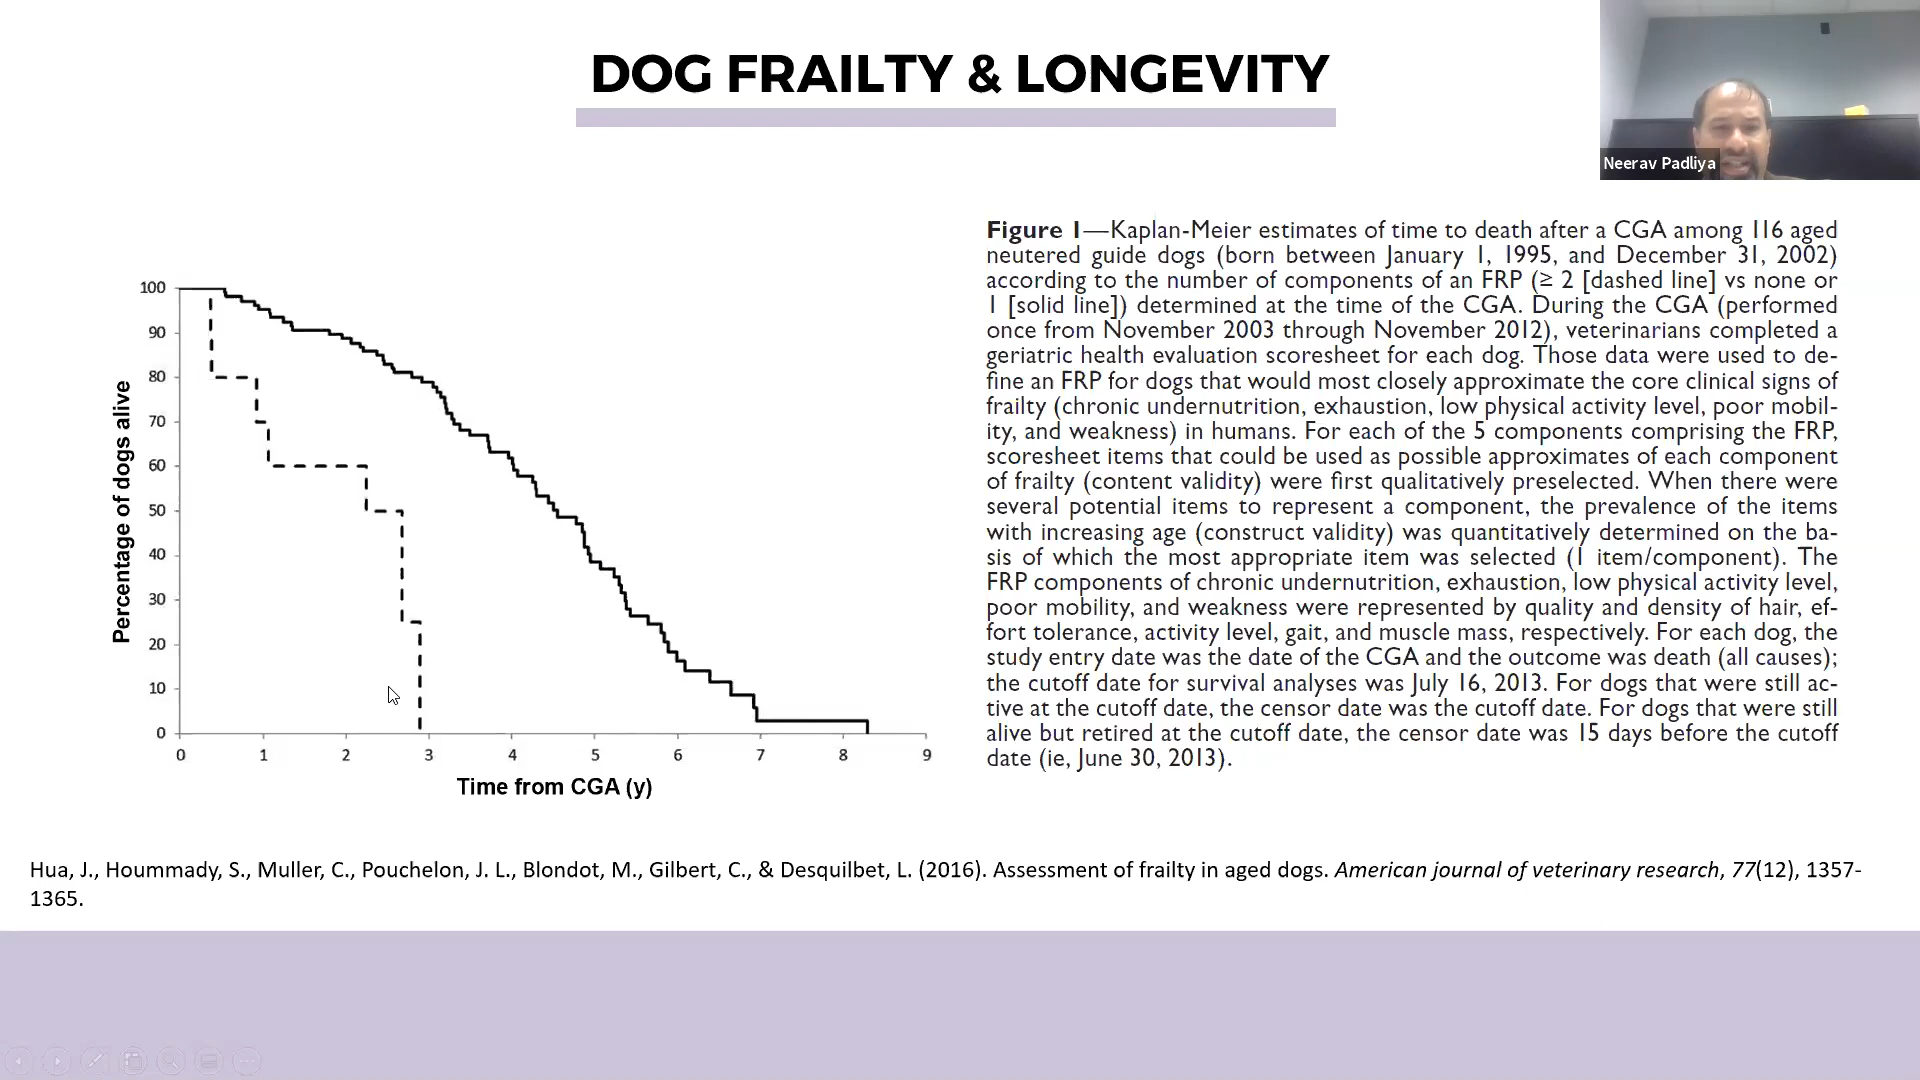 DOG FRAILTY & LONGEVITY
Neerav Padliya
Figure 1—Kaplan-Meier estimates of time to death after a CGA among 116 aged
neutered guide dogs (born between January 1, 1995, and December 31, 2002)
according to the number of components of an FRP (≥ 2 [dashed line] vs none or
1 [solid line]) determined at the time of the CGA. During the CGA (performed
once from November 2003 through November 2012), veterinarians completed a
geriatric health evaluation scoresheet for each dog. Those data were used to de-
fine an FRP for dogs that would most closely approximate the core clinical signs of
frailty (chronic undernutrition, exhaustion, low physical activity level, poor mobil-
ity, and weakness) in humans. For each of the 5 components comprising the FRP,
scoresheet items that could be used as possible approximates of each component
of frailty (content validity) were first qualitatively preselected. When there were
several potential items to represent a component, the prevalence of the items
with increasing age (construct validity) was quantitatively determined on the ba-
sis of which the most appropriate item was selected (1 item/component). The
FRP components of chronic undernutrition, exhaustion, low physical activity level,
poor mobility, and weakness were represented by quality and density of hair, ef-
fort tolerance, activity level, gait, and muscle mass, respectively. For each dog, the
study entry date was the date of the CGA and the outcome was death (all causes);
the cutoff date for survival analyses was July 16, 2013. For dogs that were still ac-
tive at the cutoff date, the censor date was the cutoff date. For dogs that were still
alive but retired at the cutoff date, the censor date was 15 days before the cutoff
date (ie, June 30, 2013).
Percentage of dogs alive
100
90
80
70
60
50
40
30
20
10
0
0 1 2 3 4 5 6 7 8 9
Time from CGA (y)
Hua, J., Hoummady, S., Muller, C., Pouchelon, J. L., Blondot, M., Gilbert, C., & Desquilbet, L. (2016). Assessment of frailty in aged dogs. American journal of veterinary research, 77(12), 1357-
1365.